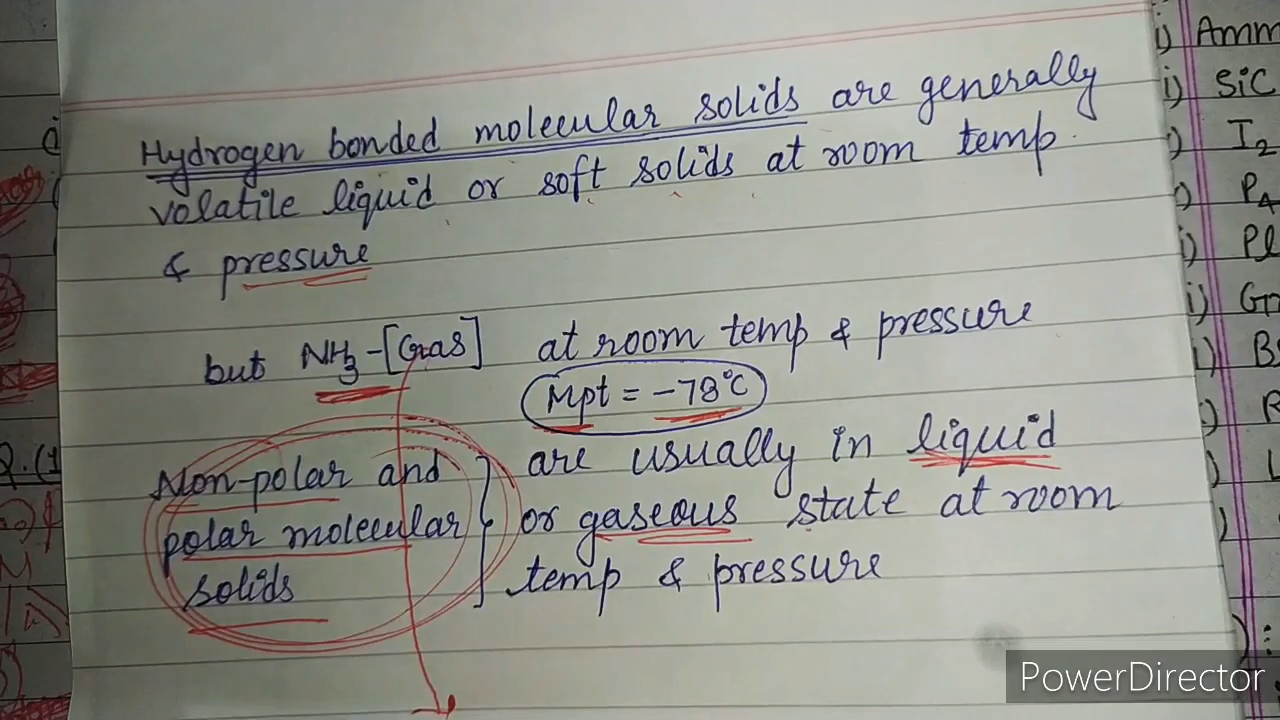 Hydrogen bonded molecular solids are generally
volatile liquid or soft solids at room temp.
& pressure
but NH3 - [Gas] at room temp & pressure
Mpt = -78°C
Non-polar and
polar molecular
solids
are usually in liquid
or gaseous state at room
temp & pressure
i) Amm
i) SiC
i) I2
i) P4
i)
i)
PowerDirector